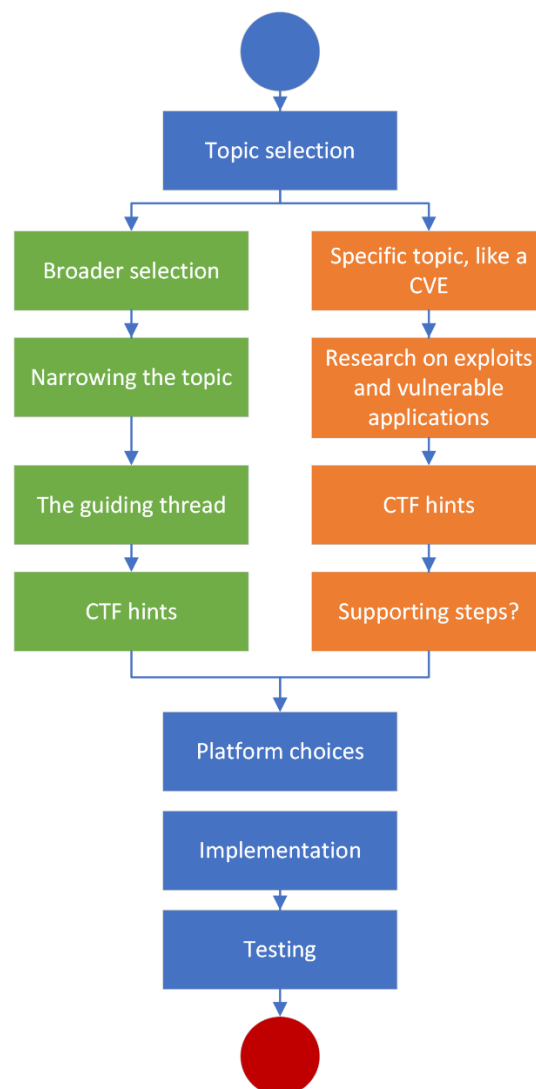 Topic selection
Broader selection
Specific topic, like a
CVE
Narrowing the topic
Research on exploits
and vulnerable
applications
The guiding thread
CTF hints
CTF hints
Supporting steps?
Platform choices
Implementation
Testing